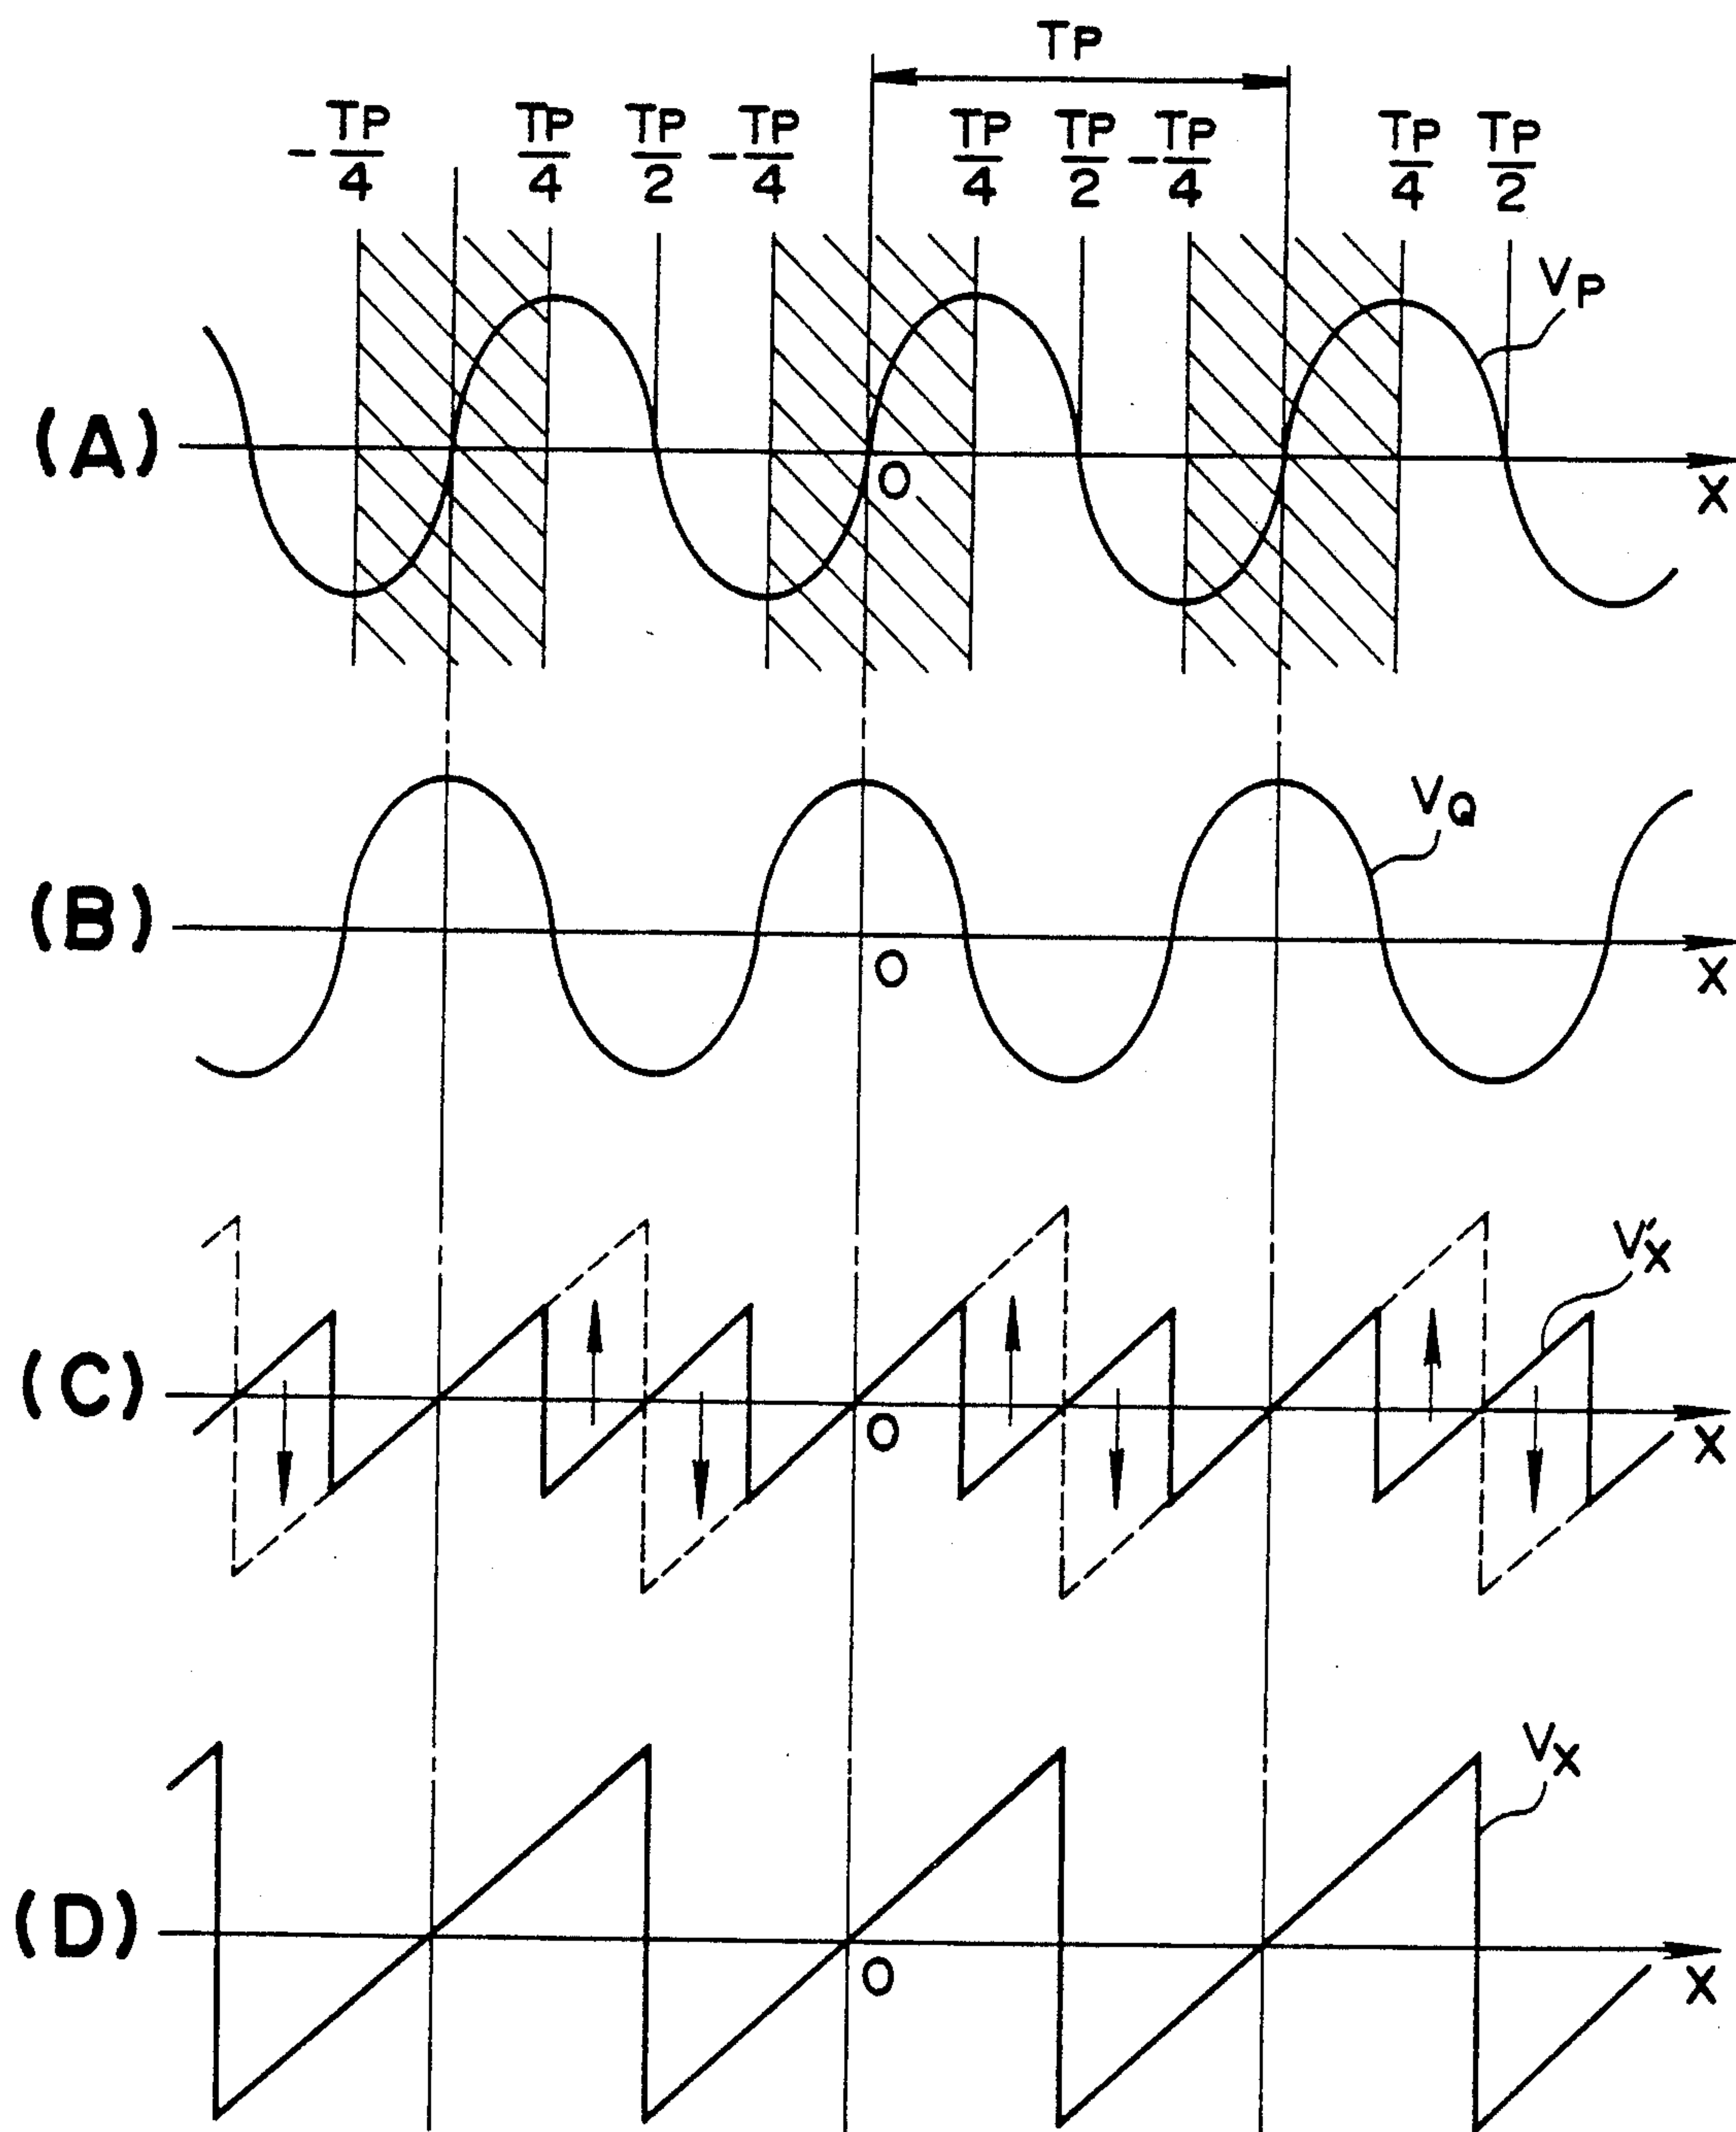 TP
-TP/4 TP/4 TP/2 -TP/4 TP/4 TP/2 -TP/4 TP/4 TP/2
VP
(A)
O
X
VQ
(B)
O
X
V'X
(C)
O
X
VX
(D)
O
X